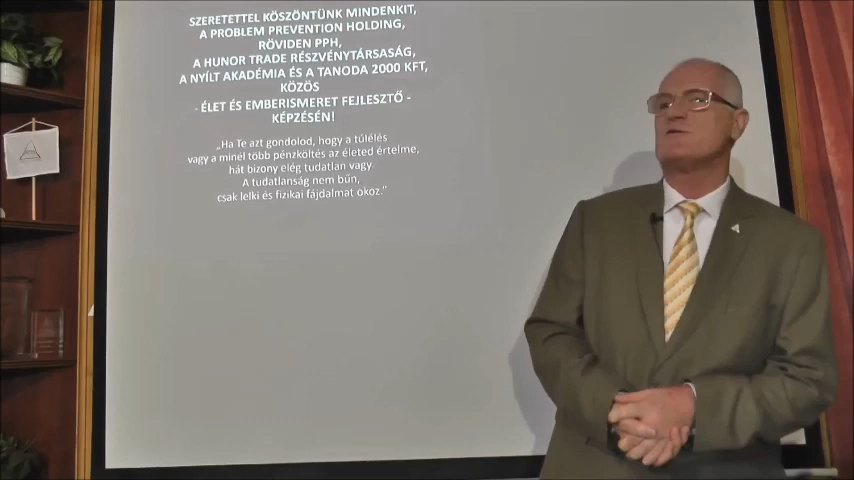 SZERETETTEL KÖSZÖNTÜNK MINDENKIT,
A PROBLEM PREVENTION HOLDING,
RÖVIDEN PPH,
A HUNOR TRADE RÉSZVÉNYTÁRSASÁG,
A NYÍLT AKADÉMIA ÉS A TANODA 2000 KFT,
KÖZÖS
- ÉLET ÉS EMBERISMERET FEJLESZTŐ -
KÉPZÉSÉN!
„Ha Te azt gondolod, hogy a túlélés
vagy a minél több pénzköltés az életed értelme,
hát bizony elég tudatlan vagy.
A tudatlanság nem bűn,
csak lelki és fizikai fájdalmat okoz.”